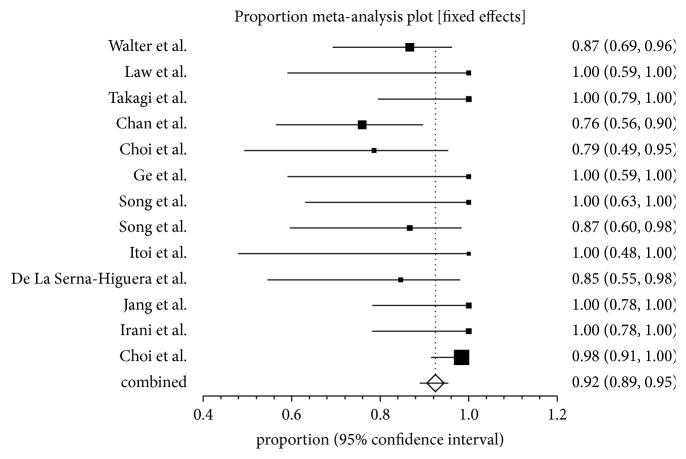 Proportion meta-analysis plot [fixed effects]
Walter et al. 0.87 (0.69, 0.96)
Law et al. 1.00 (0.59, 1.00)
Takagi et al. 1.00 (0.79, 1.00)
Chan et al. 0.76 (0.56, 0.90)
Choi et al. 0.79 (0.49, 0.95)
Ge et al. 1.00 (0.59, 1.00)
Song et al. 1.00 (0.63, 1.00)
Song et al. 0.87 (0.60, 0.98)
Itoi et al. 1.00 (0.48, 1.00)
De La Serna-Higuera et al. 0.85 (0.55, 0.98)
Jang et al. 1.00 (0.78, 1.00)
Irani et al. 1.00 (0.78, 1.00)
Choi et al. 0.98 (0.91, 1.00)
combined 0.92 (0.89, 0.95)
0.4 0.6 0.8 1.0 1.2
proportion (95% confidence interval)